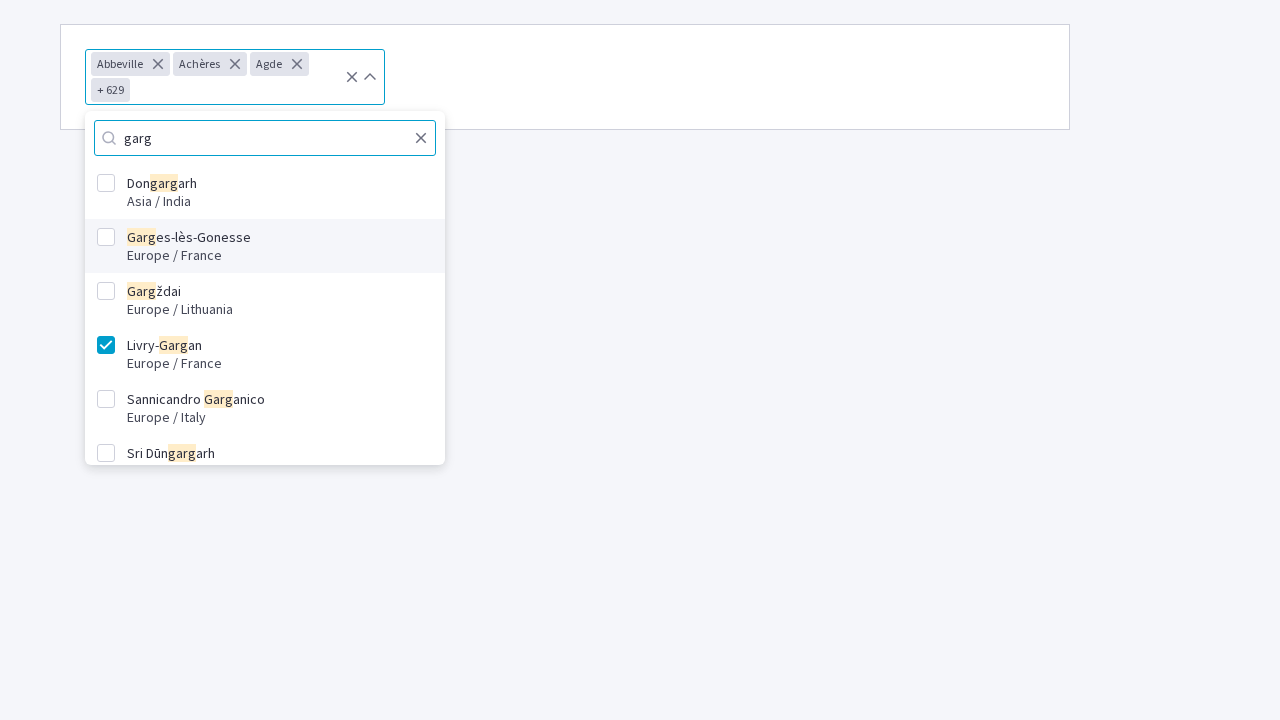 Abbeville Achères Agde
+ 629
garg
Dongargarh
Asia / India
Garges-lès-Gonesse
Europe / France
Gargždai
Europe / Lithuania
Livry-Gargan
Europe / France
Sannicandro Garganico
Europe / Italy
Sri Dūngargarh